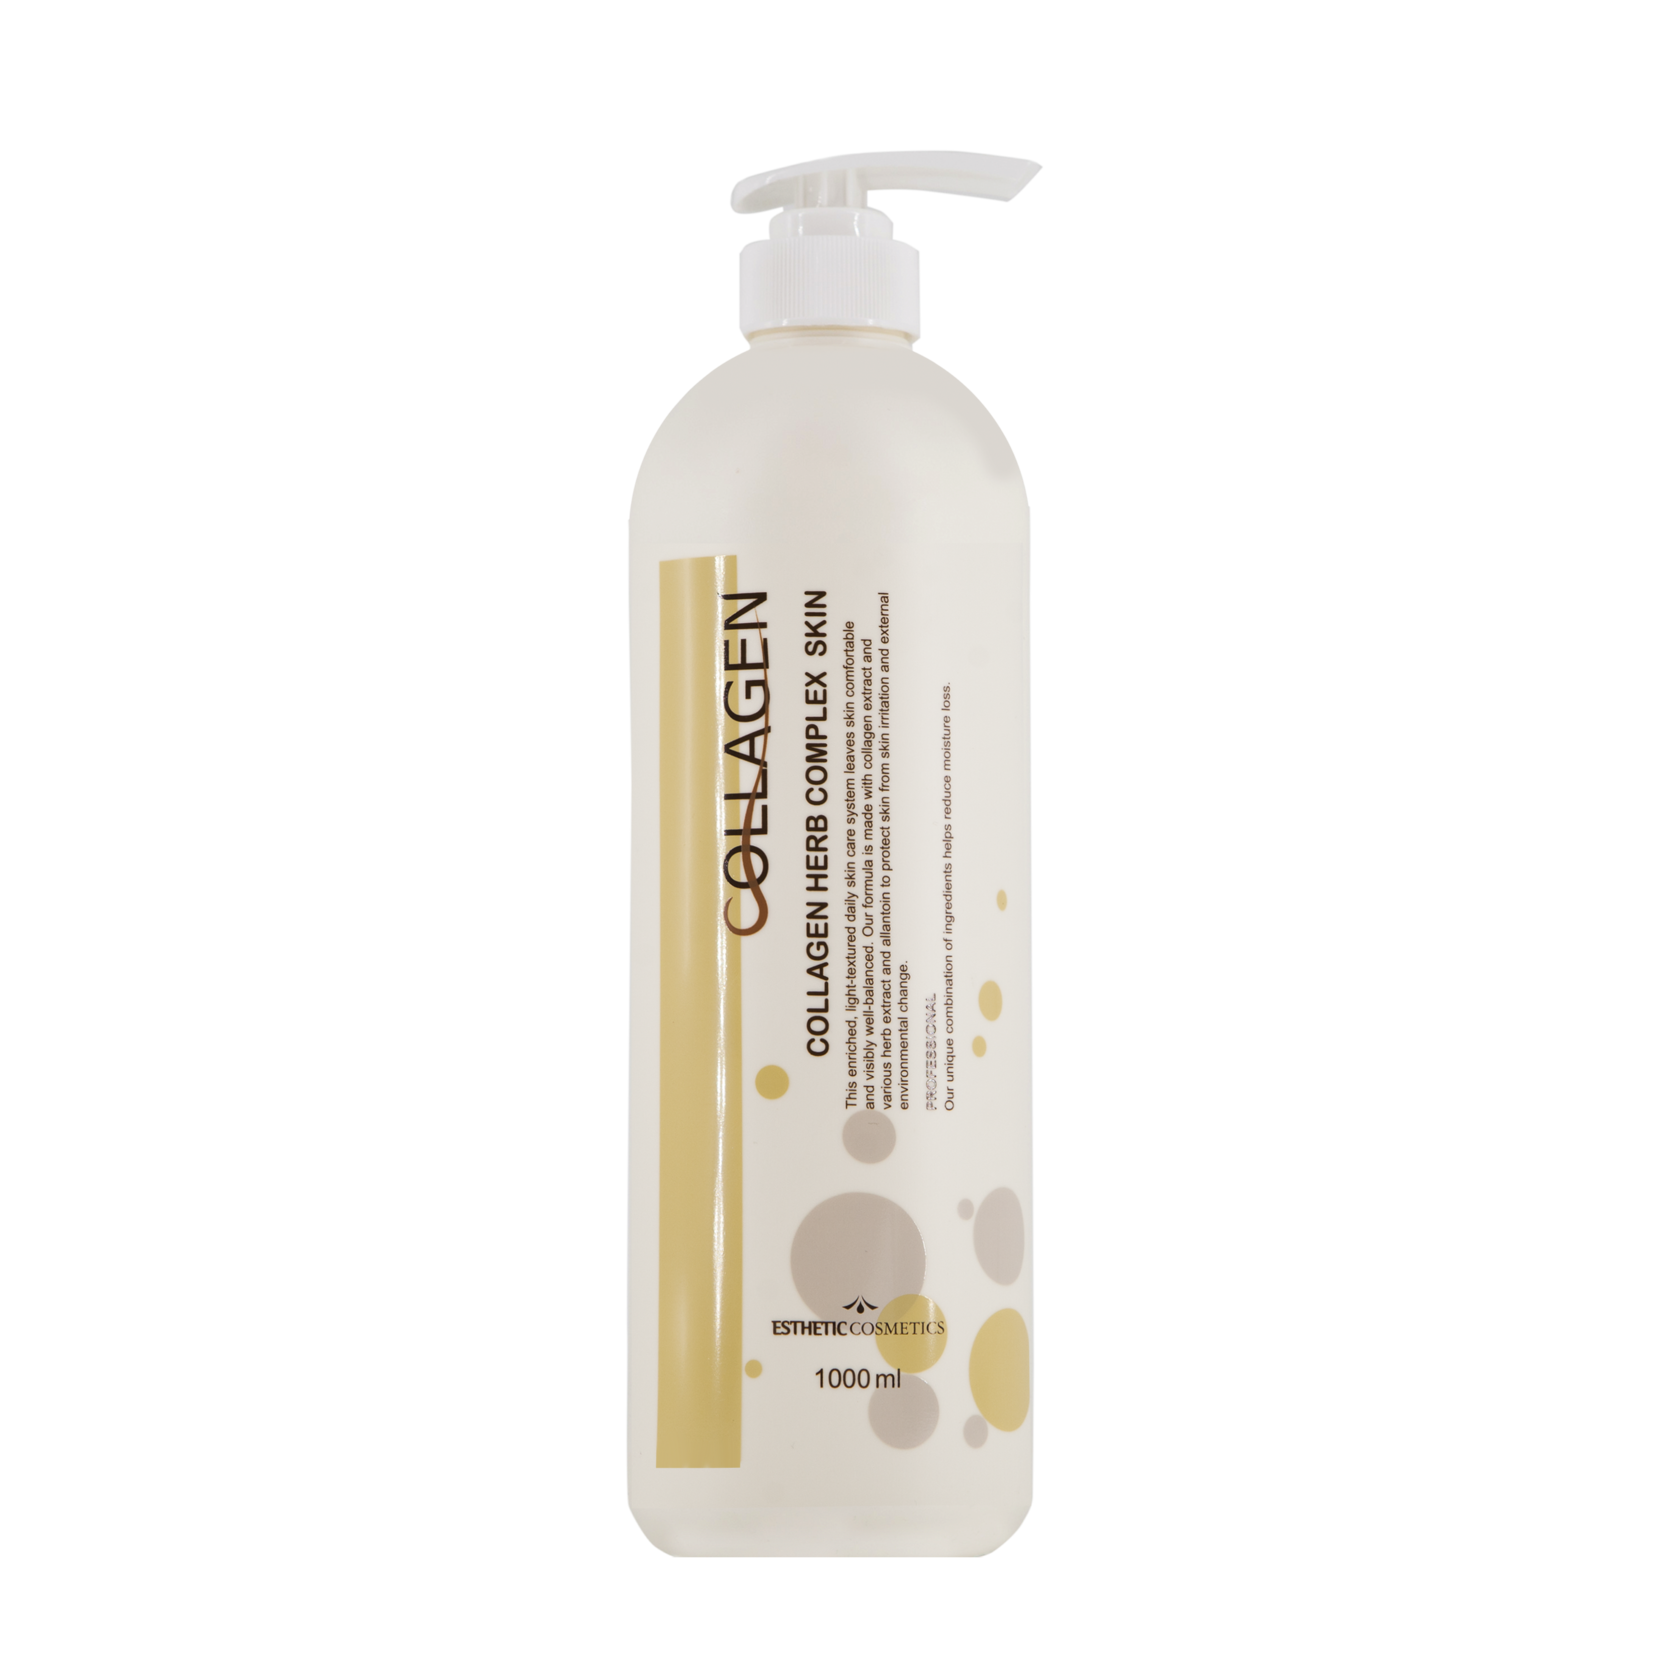 COLLAGEN
COLLAGEN HERB COMPLEX SKIN
This enriched, light-textured daily skin care system leaves skin comfortable
and visibly well-balanced. Our formula is made with collagen extract and
various herb extract and allantoin to protect skin from skin irritation and external
environmental change.
PROFESSIONAL
Our unique combination of ingredients helps reduce moisture loss.
ESTHETIC COSMETICS
1000 ml